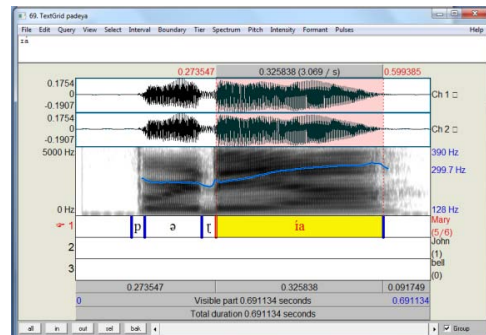 69. TextGrid padeya
File Edit Query View Select Interval Boundary Tier Spectrum Pitch Intensity Formant Pulses Help
ía
0.273547 0.325838 (3.069 / s) 0.599385
0.1754
0
-0.1907
Ch 1
0.1754
0
-0.1907
Ch 2
5000 Hz 390 Hz
299.7 Hz
0 Hz 128 Hz
1 p ə ʈ ía Mary (5/6)
2 John (1)
3 bell (0)
0.273547 0.325838 0.091749
0 Visible part 0.691134 seconds 0.691134
Total duration 0.691134 seconds
all in out sel bak Group